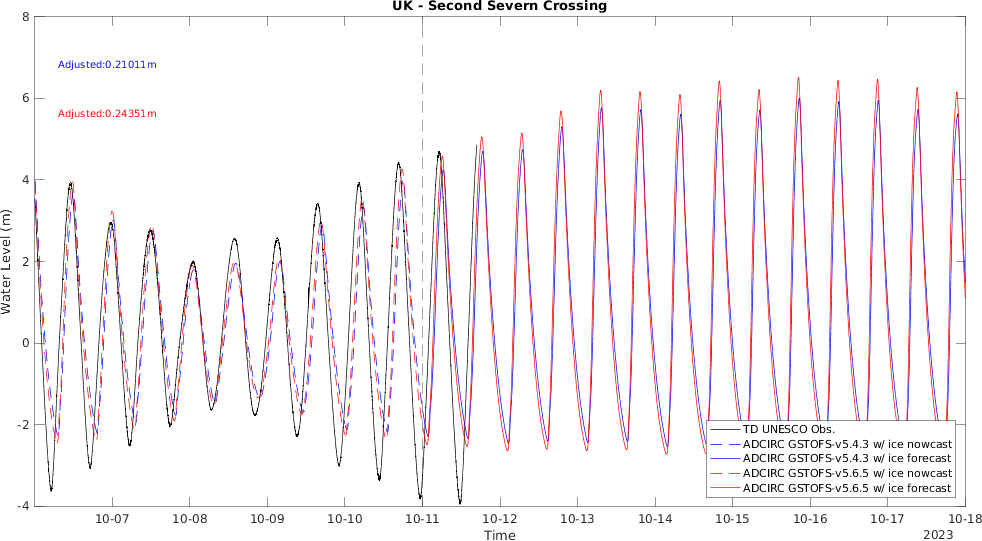 UK - Second Severn Crossing
8
6
4
2
0
-2
-4
Water Level (m)
Adjusted:0.21011m
Adjusted:0.24351m
TD UNESCO Obs.
ADCIRC GSTOFS-v5.4.3 w/ ice nowcast
ADCIRC GSTOFS-v5.4.3 w/ ice forecast
ADCIRC GSTOFS-v5.6.5 w/ ice nowcast
ADCIRC GSTOFS-v5.6.5 w/ ice forecast
10-07 10-08 10-09 10-10 10-11 10-12 10-13 10-14 10-15 10-16 10-17 10-18
Time
2023